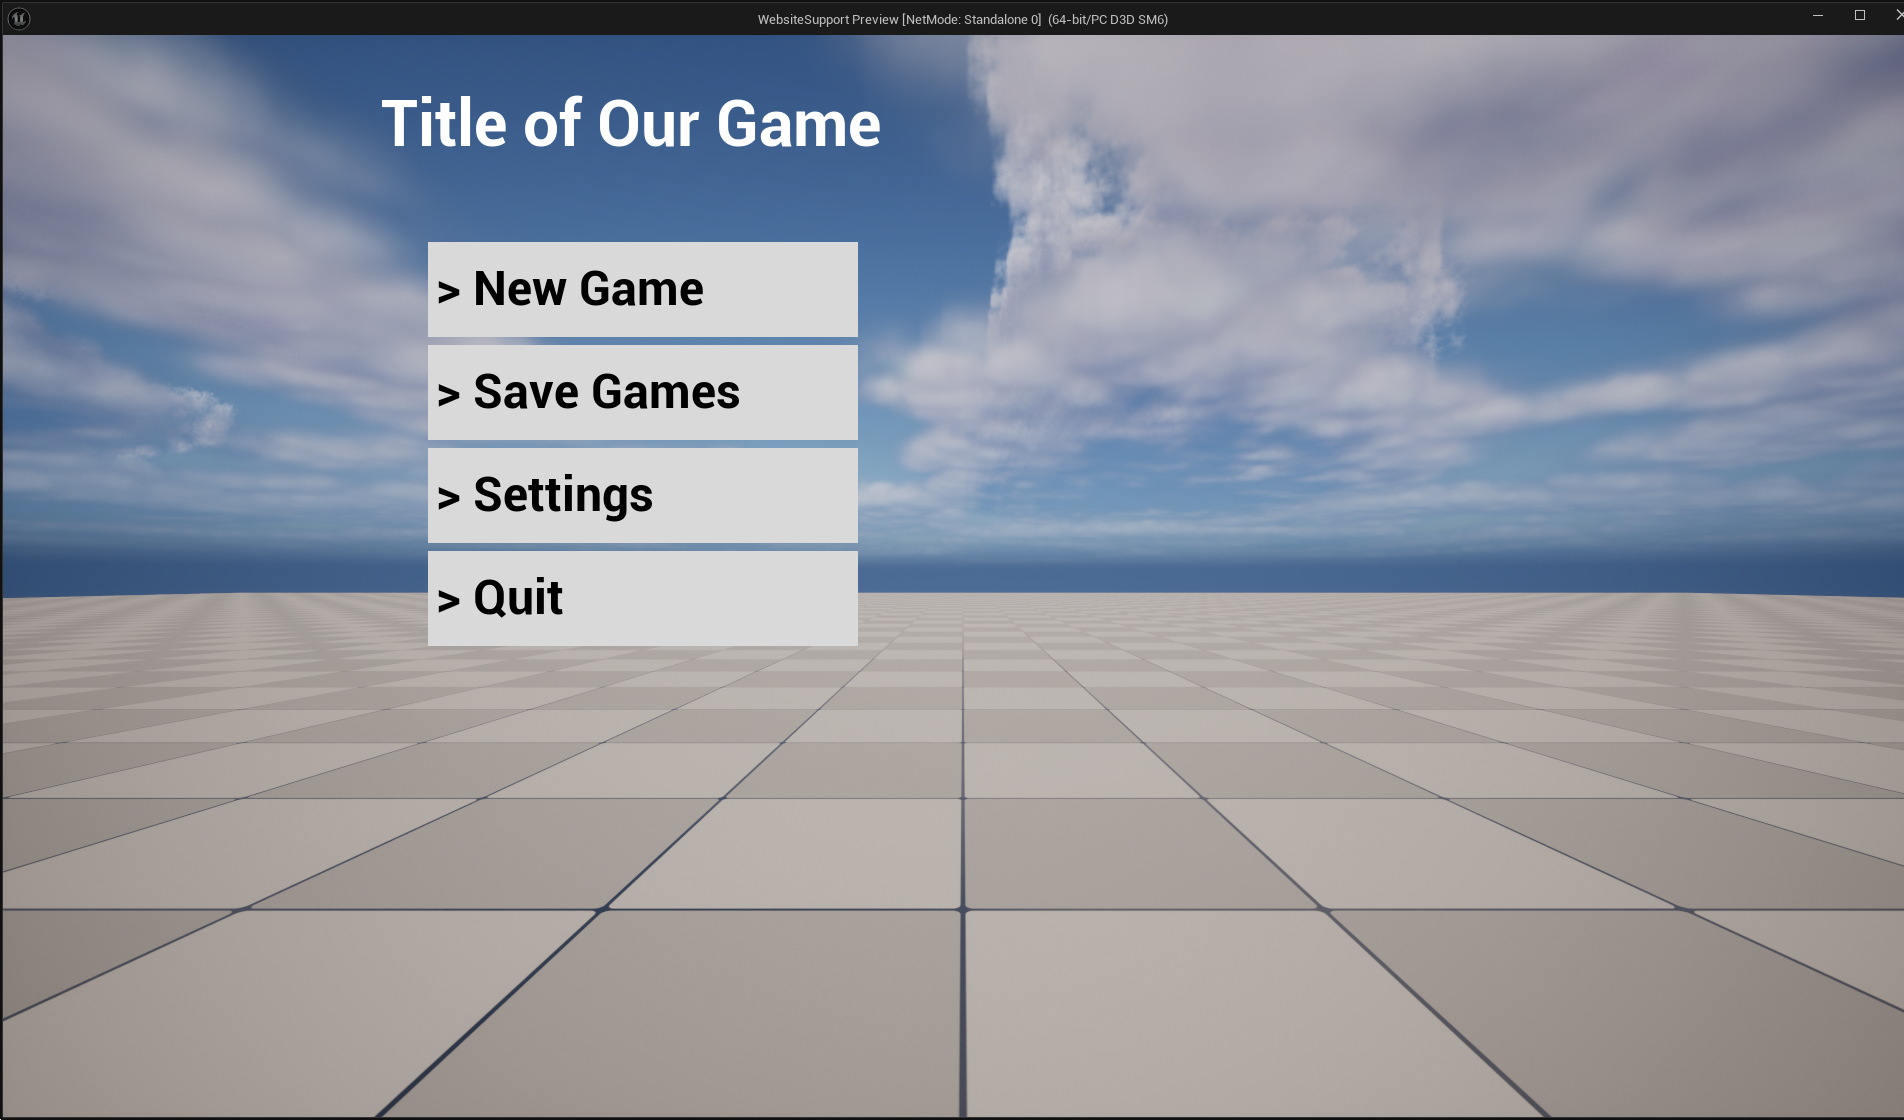 WebsiteSupport Preview [NetMode: Standalone 0] (64-bit/PC D3D SM6)
Title of Our Game
> New Game
> Save Games
> Settings
> Quit